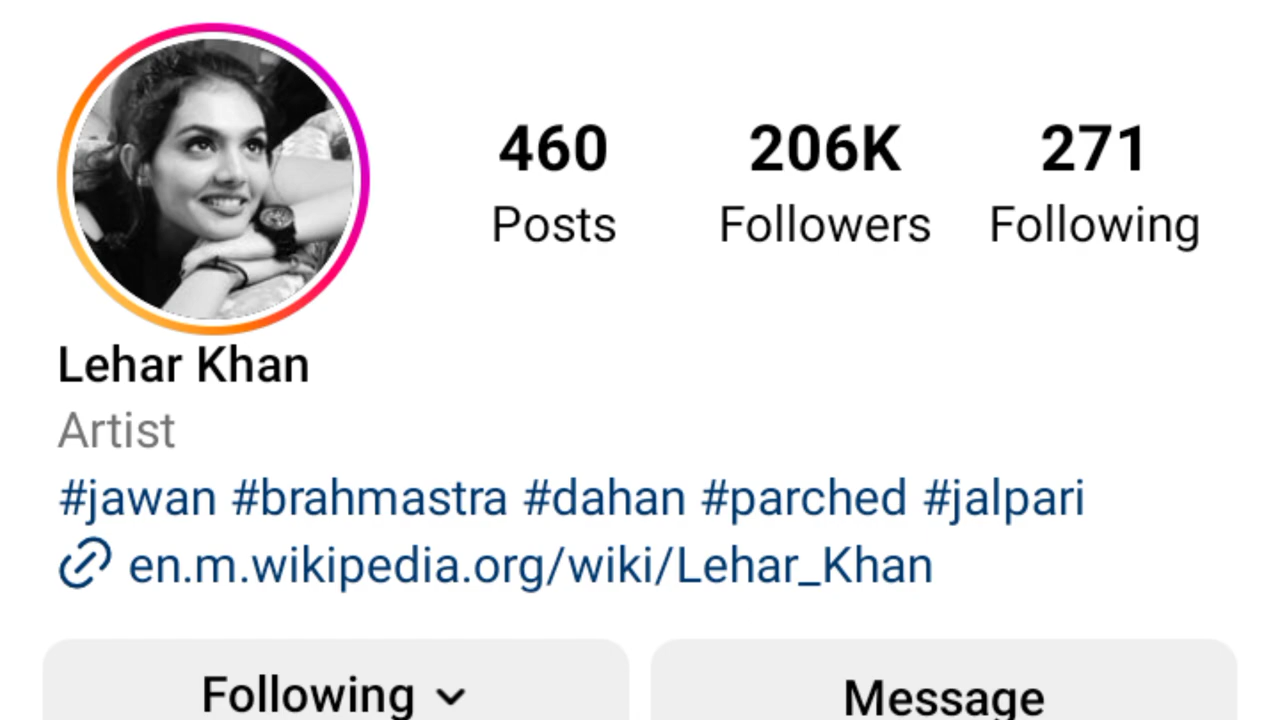 460 206K 271
Posts Followers Following
Lehar Khan
Artist
#jawan #brahmastra #dahan #parched #jalpari
en.m.wikipedia.org/wiki/Lehar_Khan
Following Message